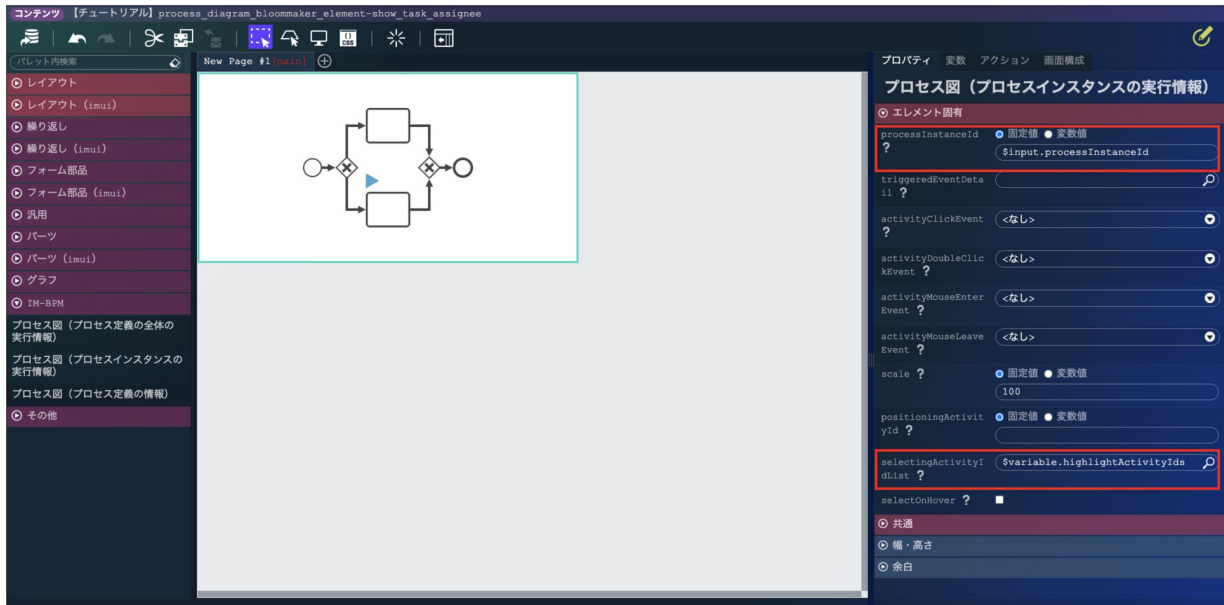 コンテンツ 【チュートリアル】process_diagram_bloommaker_element-show_task_assignee
{} CSS
パレット内検索
レイアウト
レイアウト (imui)
繰り返し
繰り返し (imui)
フォーム部品
フォーム部品 (imui)
汎用
パーツ
パーツ (imui)
グラフ
IM-BPM
プロセス図（プロセス定義の全体の
実行情報）
プロセス図（プロセスインスタンスの
実行情報）
プロセス図（プロセス定義の情報）
その他
New Page #1[main]
プロパティ 変数 アクション 画面構成
プロセス図（プロセスインスタンスの実行情報）
エレメント固有
processInstanceId ? 固定値 変数値
$input.processInstanceId
triggeredEventDeta
il ?
activityClickEvent ? <なし>
activityDoubleClic
kEvent ? <なし>
activityMouseEnter
Event ? <なし>
activityMouseLeave
Event ? <なし>
scale ? 固定値 変数値
100
positioningActivit
yId ? 固定値 変数値
selectingActivityI
dList ? $variable.highlightActivityIds
selectOnHover ?
共通
幅・高さ
余白